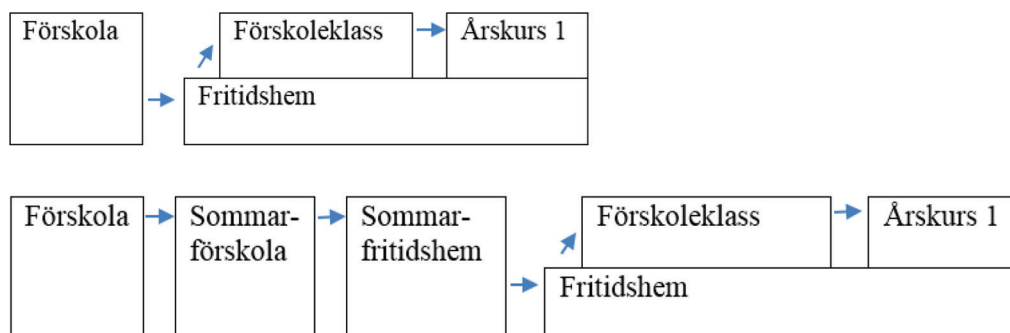 Förskola
Förskoleklass
Årskurs 1
Fritidshem
Förskola
Sommar-
förskola
Sommar-
fritidshem
Förskoleklass
Årskurs 1
Fritidshem